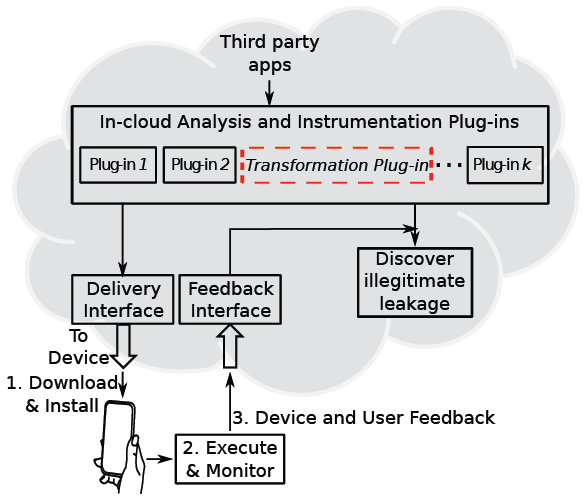 Third party
apps
In-cloud Analysis and Instrumentation Plug-ins
Plug-in 1
Plug-in 2
Transformation Plug-in
...
Plug-in k
Delivery
Interface
Feedback
Interface
Discover
illegitimate
leakage
To
Device
1. Download
& Install
3. Device and User Feedback
2. Execute
& Monitor